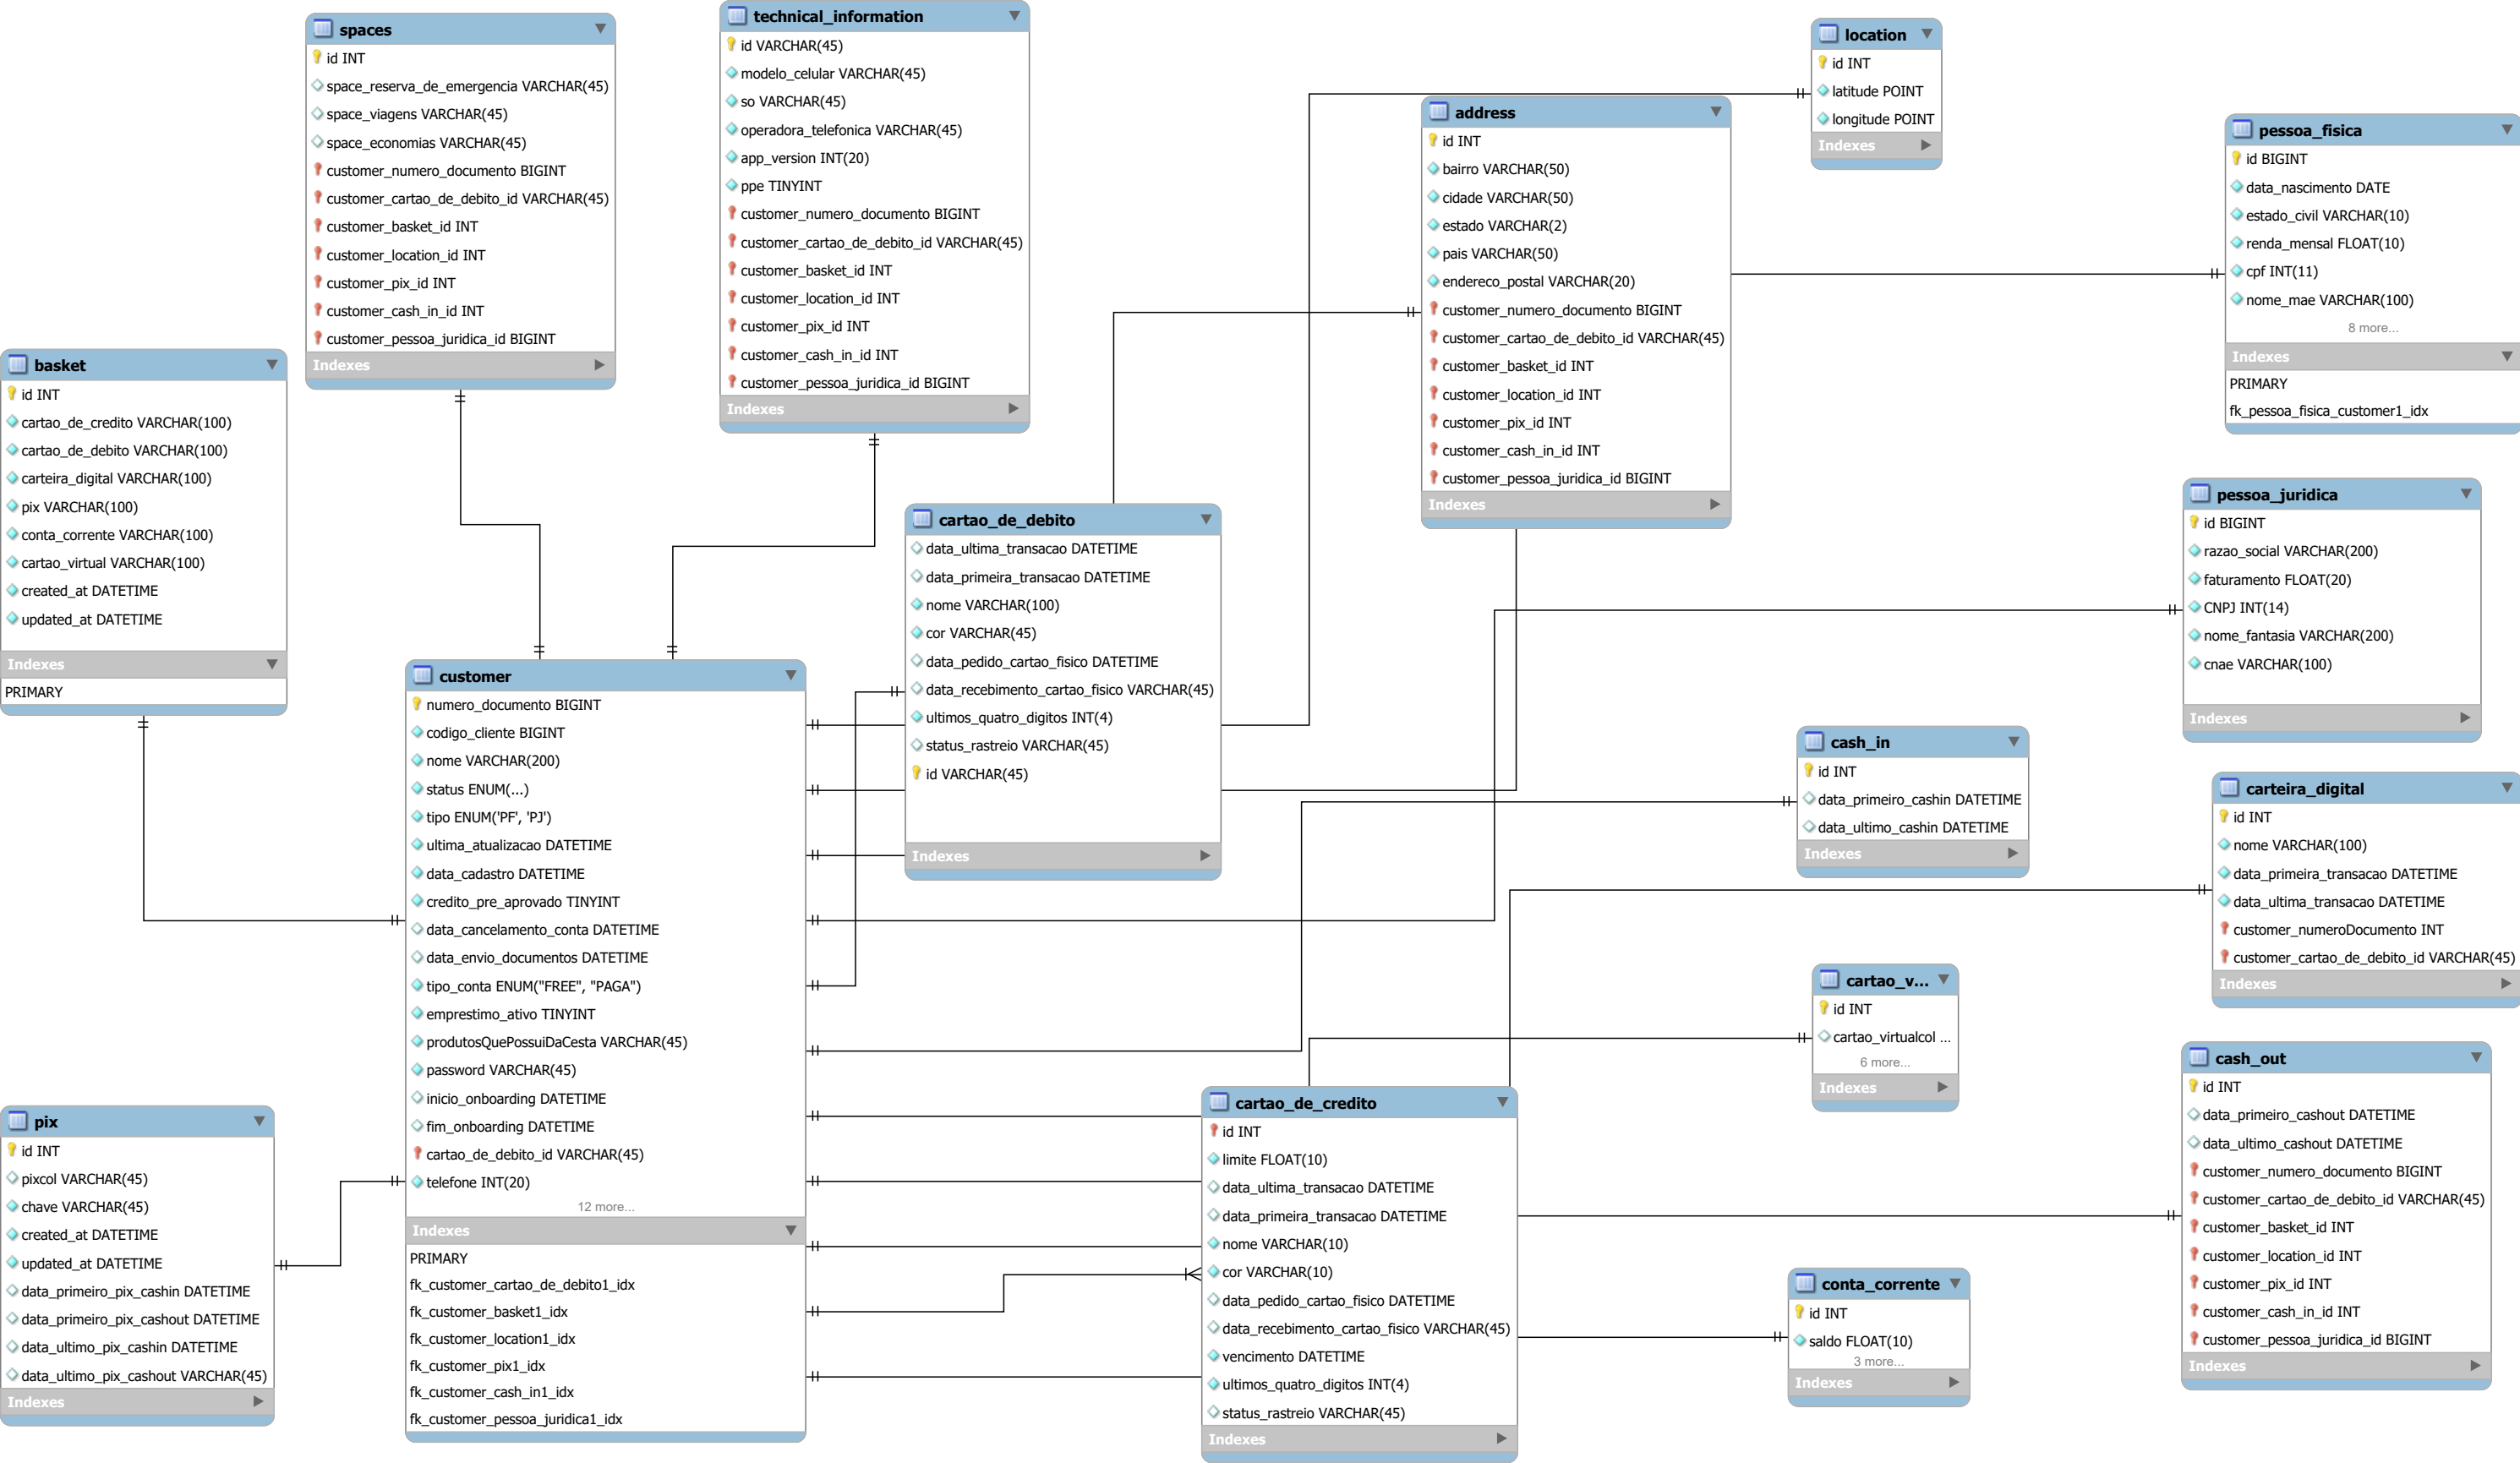 spaces
id INT
space_reserva_de_emergencia VARCHAR(45)
space_viagens VARCHAR(45)
space_economias VARCHAR(45)
customer_numero_documento BIGINT
customer_cartao_de_debito_id VARCHAR(45)
customer_basket_id INT
customer_location_id INT
customer_pix_id INT
customer_cash_in_id INT
customer_pessoa_juridica_id BIGINT
Indexes
technical_information
id VARCHAR(45)
modelo_celular VARCHAR(45)
so VARCHAR(45)
operadora_telefonica VARCHAR(45)
app_version INT(20)
ppe TINYINT
customer_numero_documento BIGINT
customer_cartao_de_debito_id VARCHAR(45)
customer_basket_id INT
customer_location_id INT
customer_pix_id INT
customer_cash_in_id INT
customer_pessoa_juridica_id BIGINT
Indexes
location
id INT
latitude POINT
longitude POINT
Indexes
address
id INT
bairro VARCHAR(50)
cidade VARCHAR(50)
estado VARCHAR(2)
pais VARCHAR(50)
endereco_postal VARCHAR(20)
customer_numero_documento BIGINT
customer_cartao_de_debito_id VARCHAR(45)
customer_basket_id INT
customer_location_id INT
customer_pix_id INT
customer_cash_in_id INT
customer_pessoa_juridica_id BIGINT
Indexes
pessoa_fisica
id BIGINT
data_nascimento DATE
estado_civil VARCHAR(10)
renda_mensal FLOAT(10)
cpf INT(11)
nome_mae VARCHAR(100)
8 more...
Indexes
PRIMARY
fk_pessoa_fisica_customer1_idx
basket
id INT
cartao_de_credito VARCHAR(100)
cartao_de_debito VARCHAR(100)
carteira_digital VARCHAR(100)
pix VARCHAR(100)
conta_corrente VARCHAR(100)
cartao_virtual VARCHAR(100)
created_at DATETIME
updated_at DATETIME
Indexes
PRIMARY
cartao_de_debito
data_ultima_transacao DATETIME
data_primeira_transacao DATETIME
nome VARCHAR(100)
cor VARCHAR(45)
data_pedido_cartao_fisico DATETIME
data_recebimento_cartao_fisico VARCHAR(45)
ultimos_quatro_digitos INT(4)
status_rastreio VARCHAR(45)
id VARCHAR(45)
Indexes
pessoa_juridica
id BIGINT
razao_social VARCHAR(200)
faturamento FLOAT(20)
CNPJ INT(14)
nome_fantasia VARCHAR(200)
cnae VARCHAR(100)
Indexes
customer
numero_documento BIGINT
codigo_cliente BIGINT
nome VARCHAR(200)
status ENUM(...)
tipo ENUM('PF', 'PJ')
ultima_atualizacao DATETIME
data_cadastro DATETIME
credito_pre_aprovado TINYINT
data_cancelamento_conta DATETIME
data_envio_documentos DATETIME
tipo_conta ENUM("FREE", "PAGA")
emprestimo_ativo TINYINT
produtosQuePossuiDaCesta VARCHAR(45)
password VARCHAR(45)
inicio_onboarding DATETIME
fim_onboarding DATETIME
cartao_de_debito_id VARCHAR(45)
telefone INT(20)
12 more...
Indexes
PRIMARY
fk_customer_cartao_de_debito1_idx
fk_customer_basket1_idx
fk_customer_location1_idx
fk_customer_pix1_idx
fk_customer_cash_in1_idx
fk_customer_pessoa_juridica1_idx
cash_in
id INT
data_primeiro_cashin DATETIME
data_ultimo_cashin DATETIME
Indexes
carteira_digital
id INT
nome VARCHAR(100)
data_primeira_transacao DATETIME
data_ultima_transacao DATETIME
customer_numeroDocumento INT
customer_cartao_de_debito_id VARCHAR(45)
Indexes
cartao_v...
id INT
cartao_virtualcol ...
6 more...
Indexes
cash_out
id INT
data_primeiro_cashout DATETIME
data_ultimo_cashout DATETIME
customer_numero_documento BIGINT
customer_cartao_de_debito_id VARCHAR(45)
customer_basket_id INT
customer_location_id INT
customer_pix_id INT
customer_cash_in_id INT
customer_pessoa_juridica_id BIGINT
Indexes
pix
id INT
pixcol VARCHAR(45)
chave VARCHAR(45)
created_at DATETIME
updated_at DATETIME
data_primeiro_pix_cashin DATETIME
data_primeiro_pix_cashout DATETIME
data_ultimo_pix_cashin DATETIME
data_ultimo_pix_cashout VARCHAR(45)
Indexes
cartao_de_credito
id INT
limite FLOAT(10)
data_ultima_transacao DATETIME
data_primeira_transacao DATETIME
nome VARCHAR(10)
cor VARCHAR(10)
data_pedido_cartao_fisico DATETIME
data_recebimento_cartao_fisico VARCHAR(45)
vencimento DATETIME
ultimos_quatro_digitos INT(4)
status_rastreio VARCHAR(45)
Indexes
conta_corrente
id INT
saldo FLOAT(10)
3 more...
Indexes